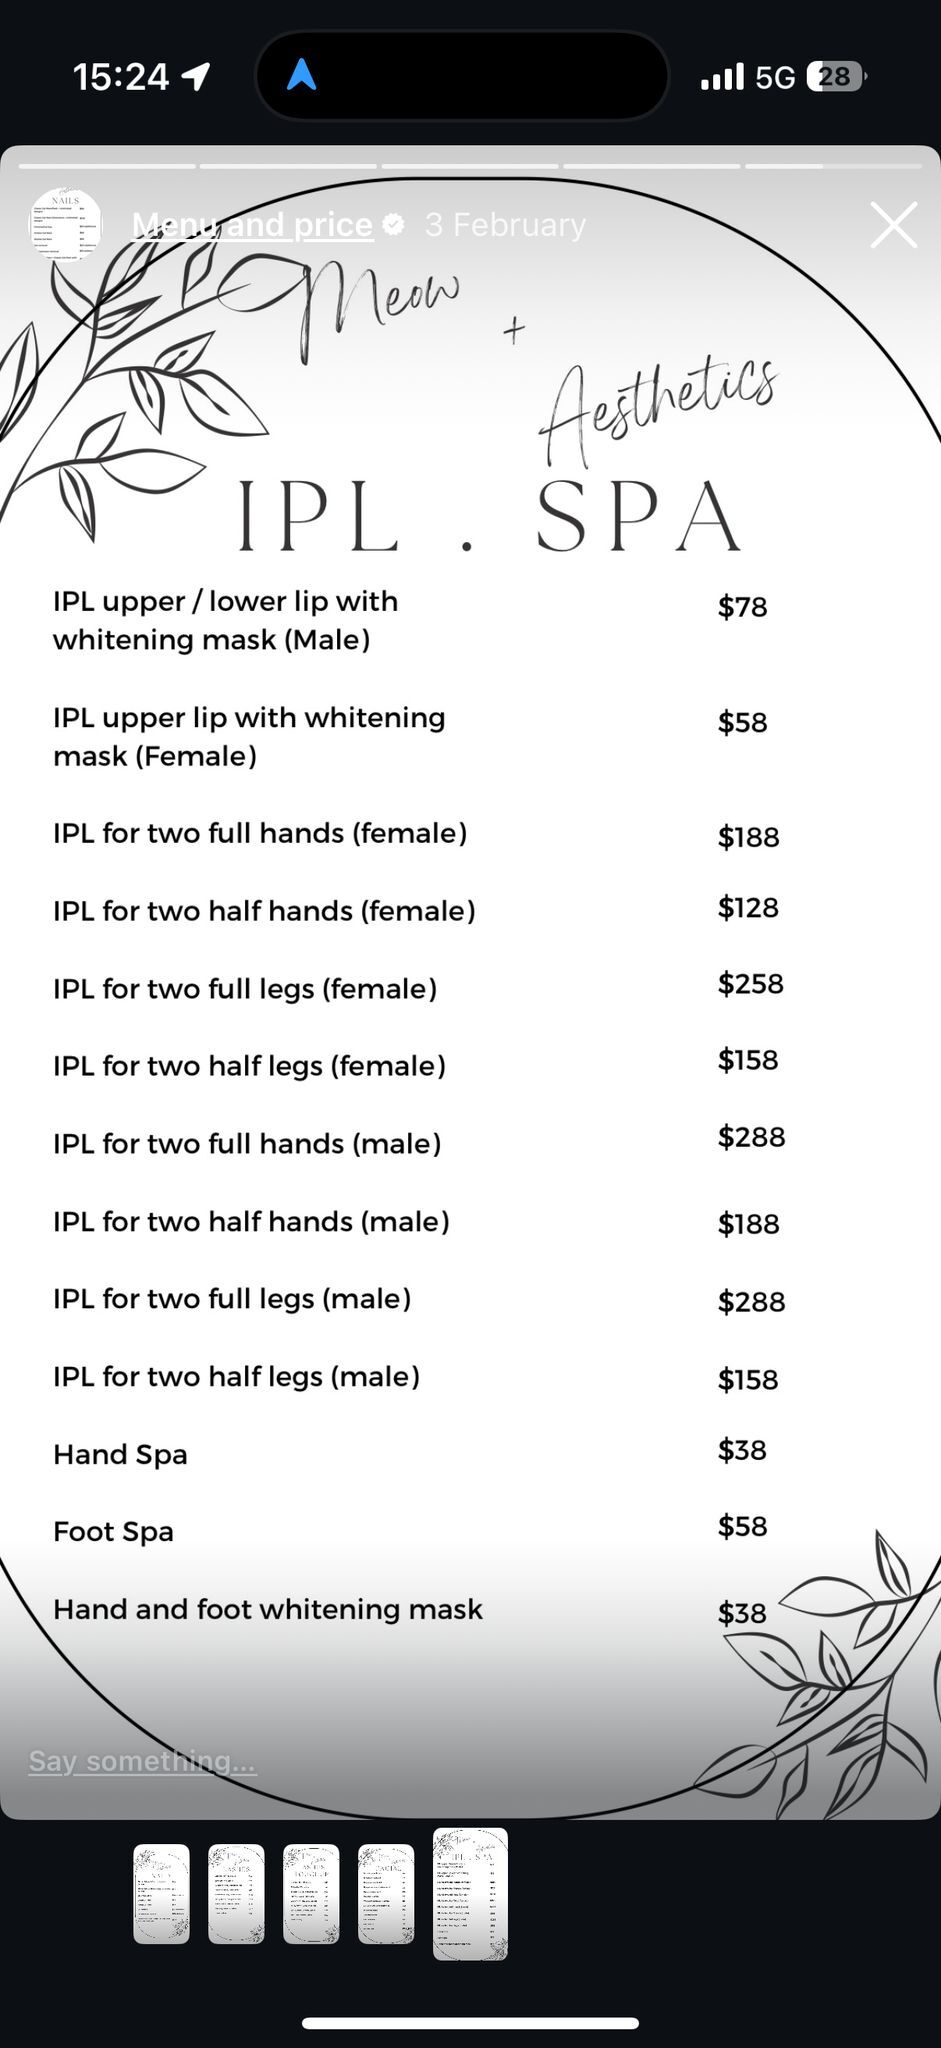 15:24
5G
28
NAILS
Menu and price
3 February
Meow
+
Aesthetics
IPL . SPA
IPL upper / lower lip with
whitening mask (Male)
$78
IPL upper lip with whitening
mask (Female)
$58
IPL for two full hands (female)
$188
IPL for two half hands (female)
$128
IPL for two full legs (female)
$258
IPL for two half legs (female)
$158
IPL for two full hands (male)
$288
IPL for two half hands (male)
$188
IPL for two full legs (male)
$288
IPL for two half legs (male)
$158
Hand Spa
$38
Foot Spa
$58
Hand and foot whitening mask
$38
Say something...